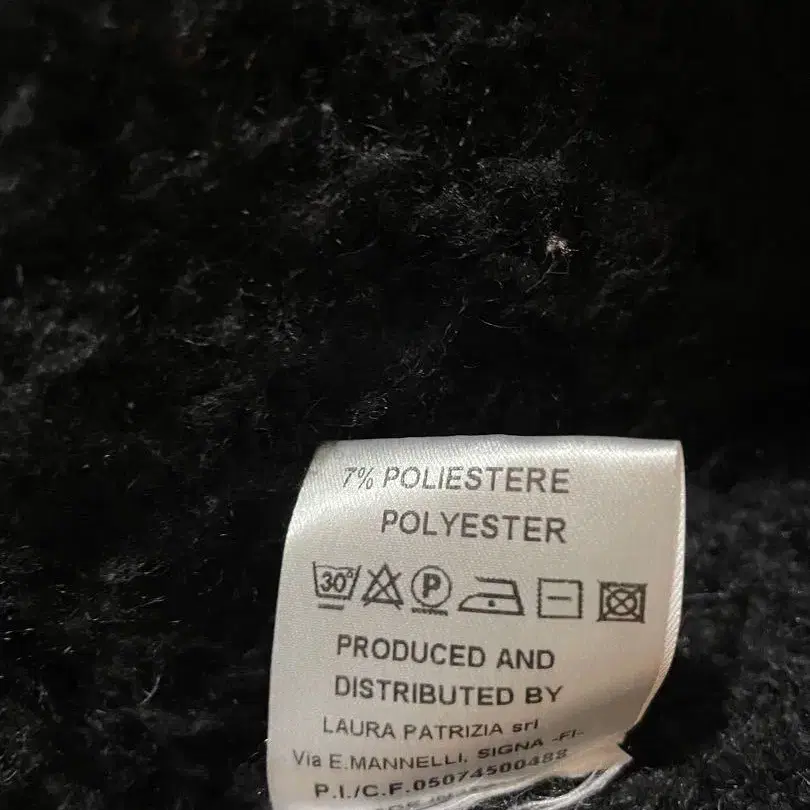 7% POLIESTERE
POLYESTER
30°
P
PRODUCED AND
DISTRIBUTED BY
LAURA PATRIZIA srl
Via E.MANNELLI, SIGNA -FI-
P.I./C.F.05074500488